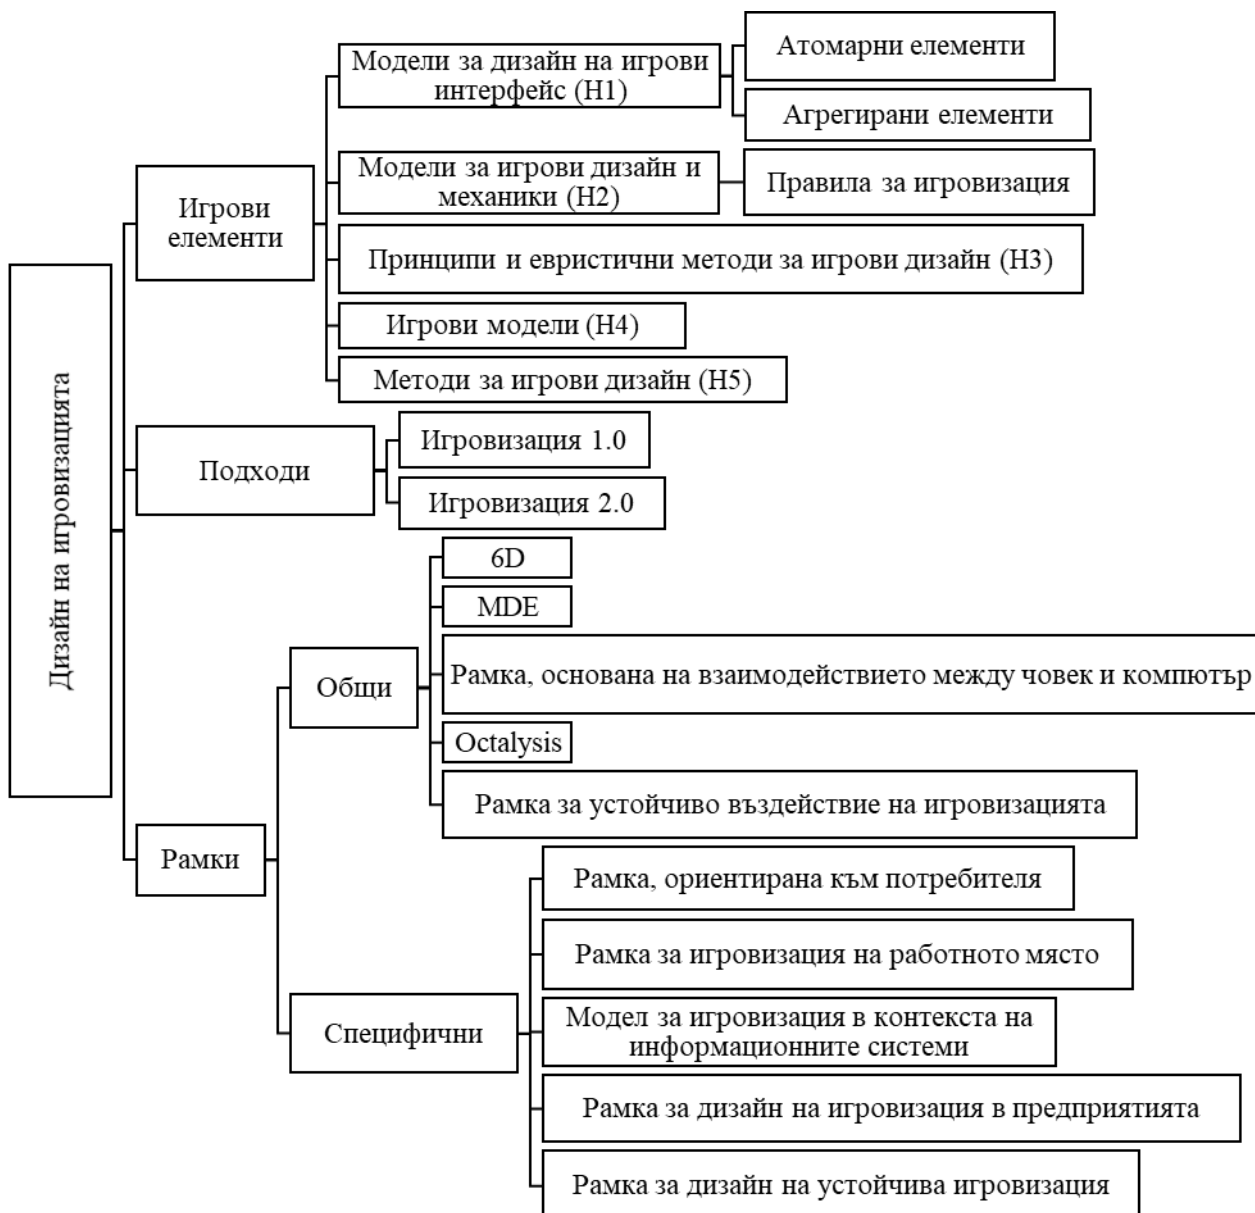 Дизайн на игровизацията
Игрови
елементи
Модели за дизайн на игрови
интерфейс (H1)
Атомарни елементи
Агрегирани елементи
Модели за игрови дизайн и
механики (H2)
Правила за игровизация
Принципи и евристични методи за игрови дизайн (H3)
Игрови модели (H4)
Методи за игрови дизайн (H5)
Подходи
Игровизация 1.0
Игровизация 2.0
Рамки
Общи
6D
MDE
Рамка, основана на взаимодействието между човек и компютър
Octalysis
Рамка за устойчиво въздействие на игровизацията
Специфични
Рамка, ориентирана към потребителя
Рамка за игровизация на работното място
Модел за игровизация в контекста на
информационните системи
Рамка за дизайн на игровизация в предприятията
Рамка за дизайн на устойчива игровизация